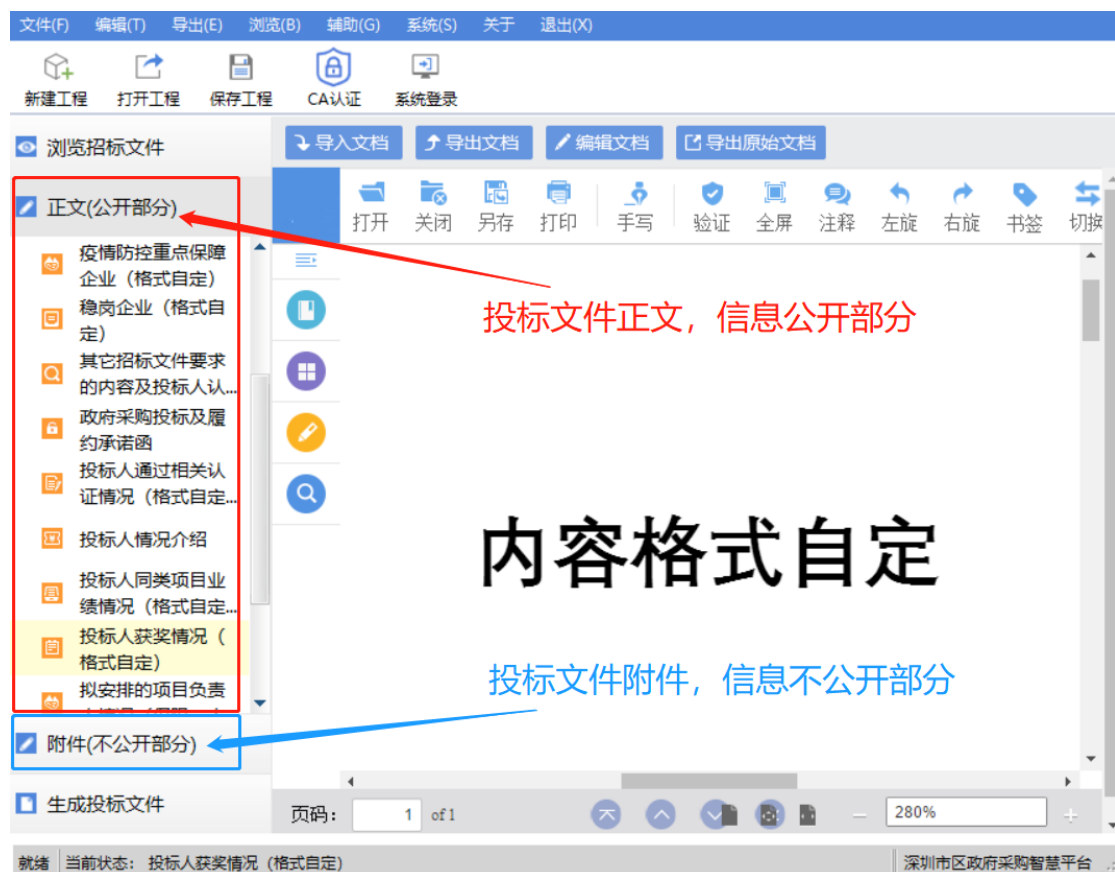 文件(F) 编辑(T) 导出(E) 浏览(B) 辅助(G) 系统(S) 关于 退出(X)
新建工程 打开工程 保存工程 CA认证 系统登录
浏览招标文件
导入文档 导出文档 编辑文档 导出原始文档
正文(公开部分)
打开 关闭 另存 打印 手写 验证 全屏 注释 左旋 右旋 书签 切换
疫情防控重点保障
企业（格式自定）
稳岗企业（格式自
定）
其它招标文件要求
的内容及投标人认...
政府采购投标及履
约承诺函
投标人通过相关认
证情况（格式自定...
投标人情况介绍
投标人同类项目业
绩情况（格式自定...
投标人获奖情况（
格式自定）
拟安排的项目负责
投标文件正文，信息公开部分
内容格式自定
投标文件附件，信息不公开部分
附件(不公开部分)
生成投标文件
页码： 1 of 1 280%
就绪 当前状态： 投标人获奖情况（格式自定） 深圳市区政府采购智慧平台